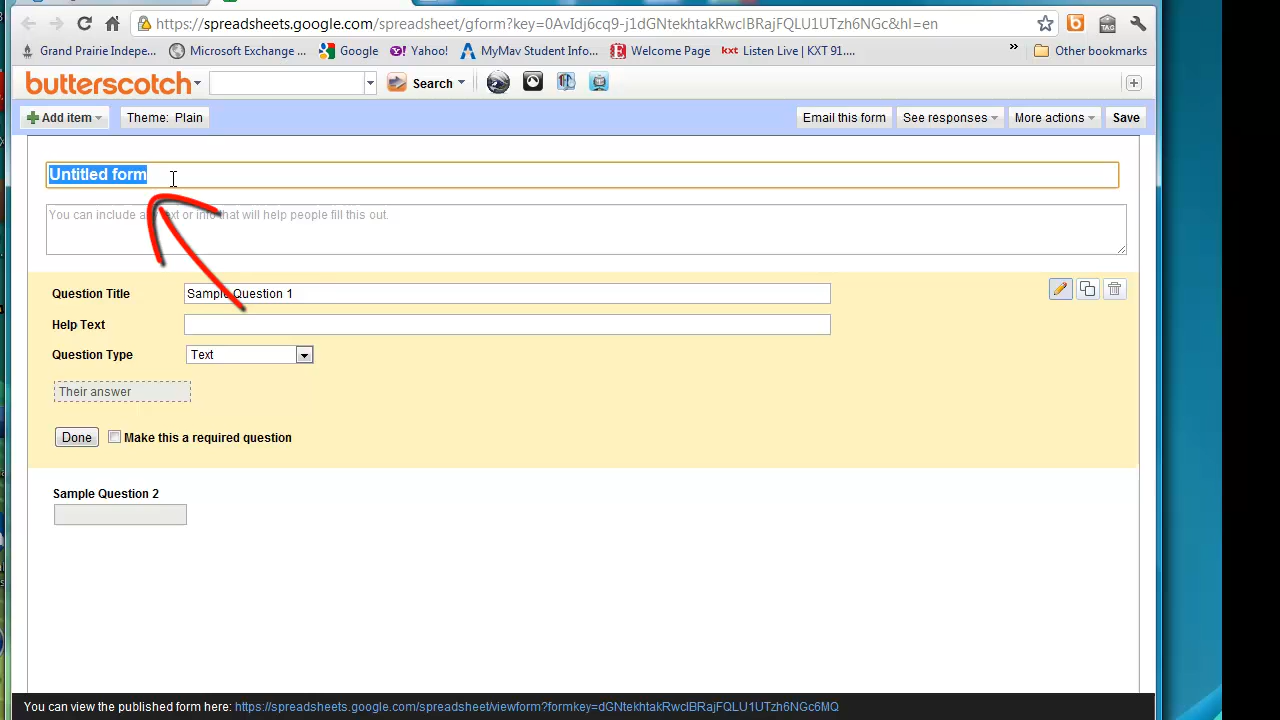 https://spreadsheets.google.com/spreadsheet/gform?key=0AvIdj6cq9-j1dGNtekhtakRwclBRajFQLU1UTzh6NGc&hl=en
Grand Prairie Indepe... Microsoft Exchange ... Google Yahoo! MyMav Student Info... Welcome Page kxt Listen Live | KXT 91.... » Other bookmarks
butterscotch Search
Add item Theme: Plain Email this form See responses More actions Save
Untitled form
You can include any text or info that will help people fill this out.
Question Title Sample Question 1
Help Text
Question Type Text
Their answer
Done Make this a required question
Sample Question 2
You can view the published form here: https://spreadsheets.google.com/spreadsheet/viewform?formkey=dGNtekhtakRwclBRajFQLU1UTzh6NGc6MQ